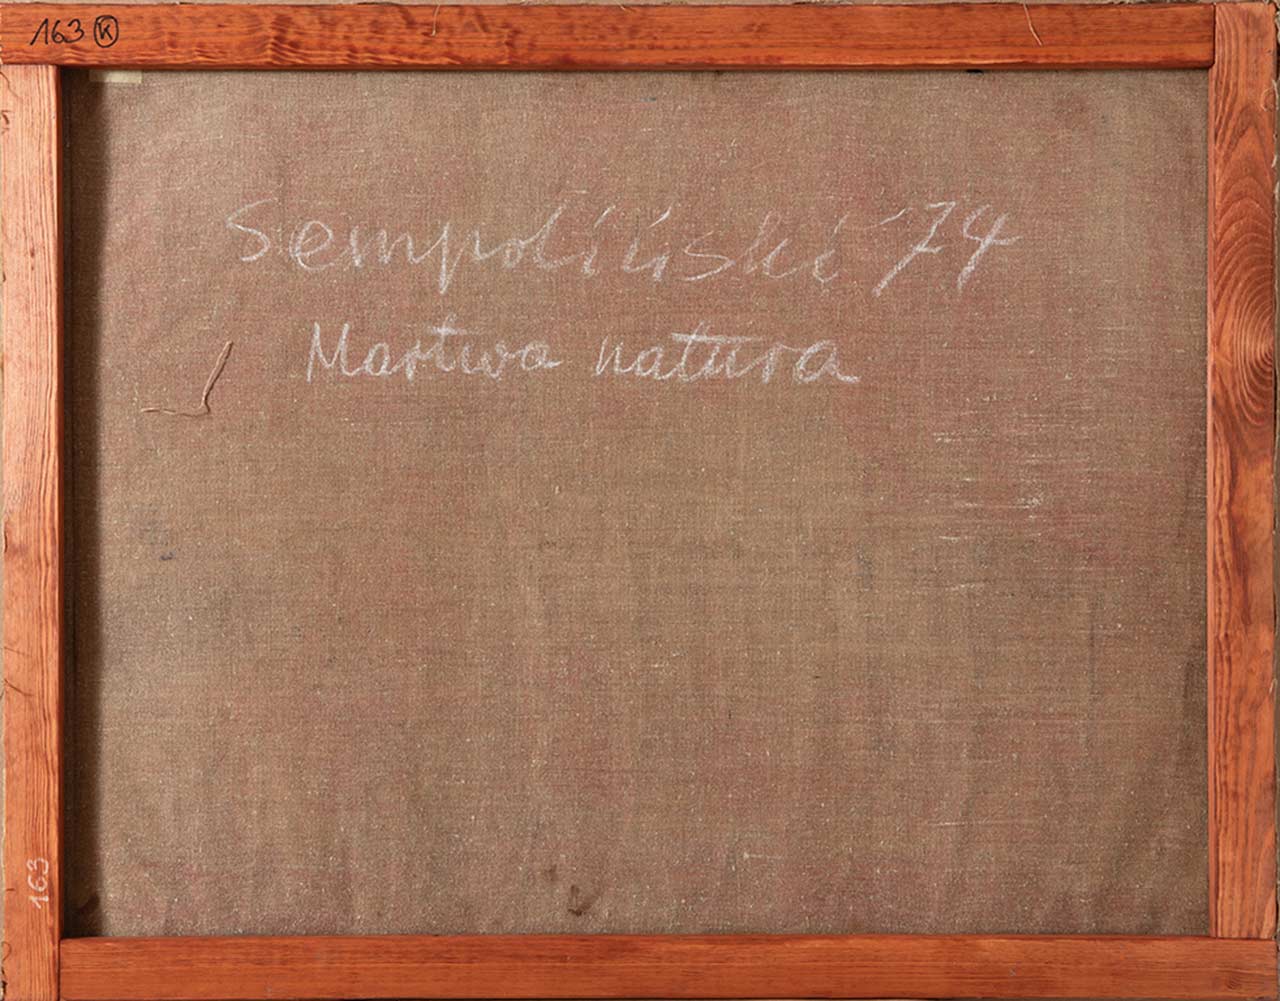 163 K
Sempoliński '74
Martwa natura
163